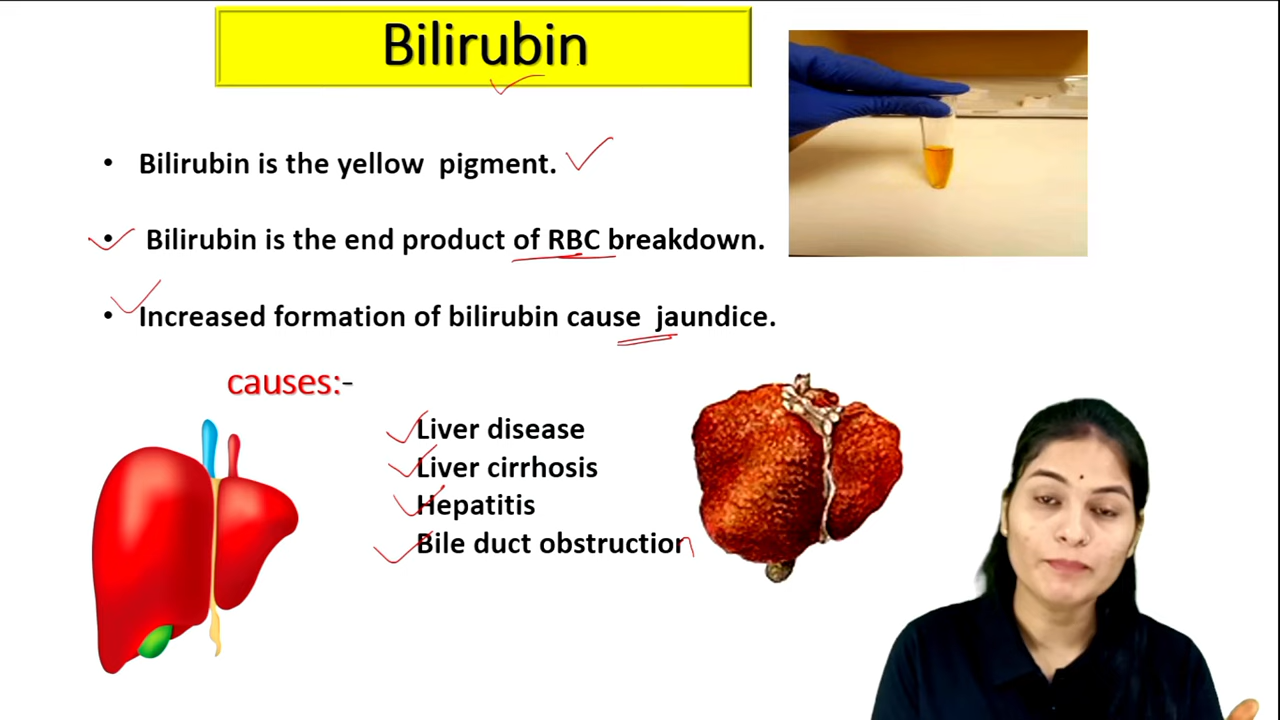 Bilirubin
• Bilirubin is the yellow pigment.
• Bilirubin is the end product of RBC breakdown.
• Increased formation of bilirubin cause jaundice.
causes:-
Liver disease
Liver cirrhosis
Hepatitis
Bile duct obstruction